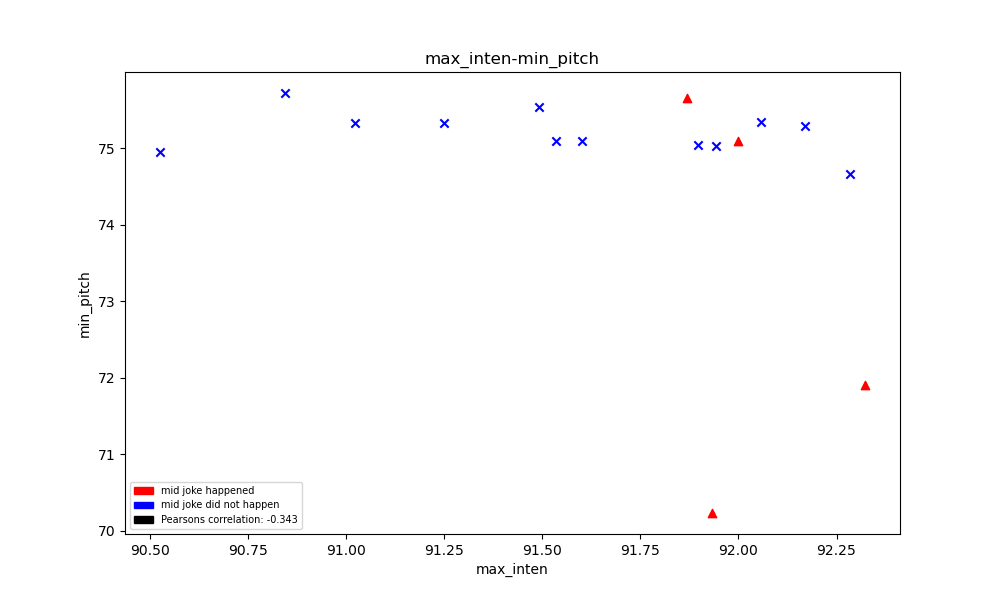 max_inten-min_pitch
75
74
73
72
71
70
min_pitch
mid joke happened
mid joke did not happen
Pearsons correlation: -0.343
90.50 90.75 91.00 91.25 91.50 91.75 92.00 92.25
max_inten